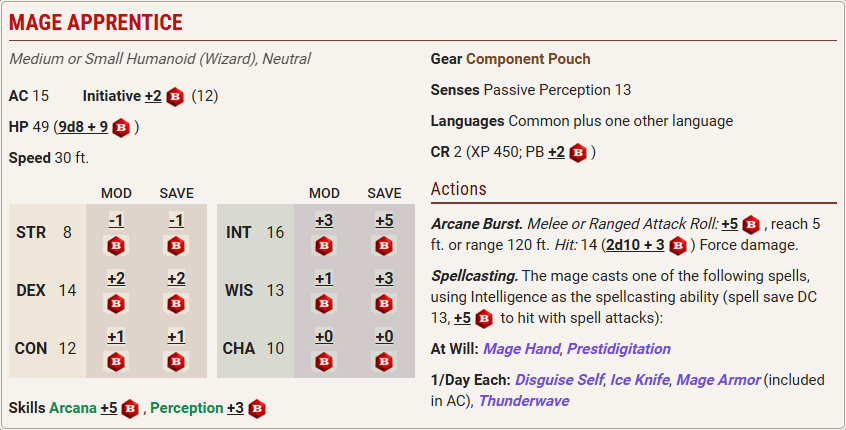 MAGE APPRENTICE
Medium or Small Humanoid (Wizard), Neutral
AC 15 Initiative +2 B (12)
HP 49 (9d8 + 9 B )
Speed 30 ft.
MOD SAVE MOD SAVE
STR 8 -1 B -1 B INT 16 +3 B +5 B
DEX 14 +2 B +2 B WIS 13 +1 B +3 B
CON 12 +1 B +1 B CHA 10 +0 B +0 B
Skills Arcana +5 B , Perception +3 B
Gear Component Pouch
Senses Passive Perception 13
Languages Common plus one other language
CR 2 (XP 450; PB +2 B )
Actions
Arcane Burst. Melee or Ranged Attack Roll: +5 B , reach 5
ft. or range 120 ft. Hit: 14 (2d10 + 3 B ) Force damage.
Spellcasting. The mage casts one of the following spells,
using Intelligence as the spellcasting ability (spell save DC
13, +5 B to hit with spell attacks):
At Will: Mage Hand, Prestidigitation
1/Day Each: Disguise Self, Ice Knife, Mage Armor (included
in AC), Thunderwave